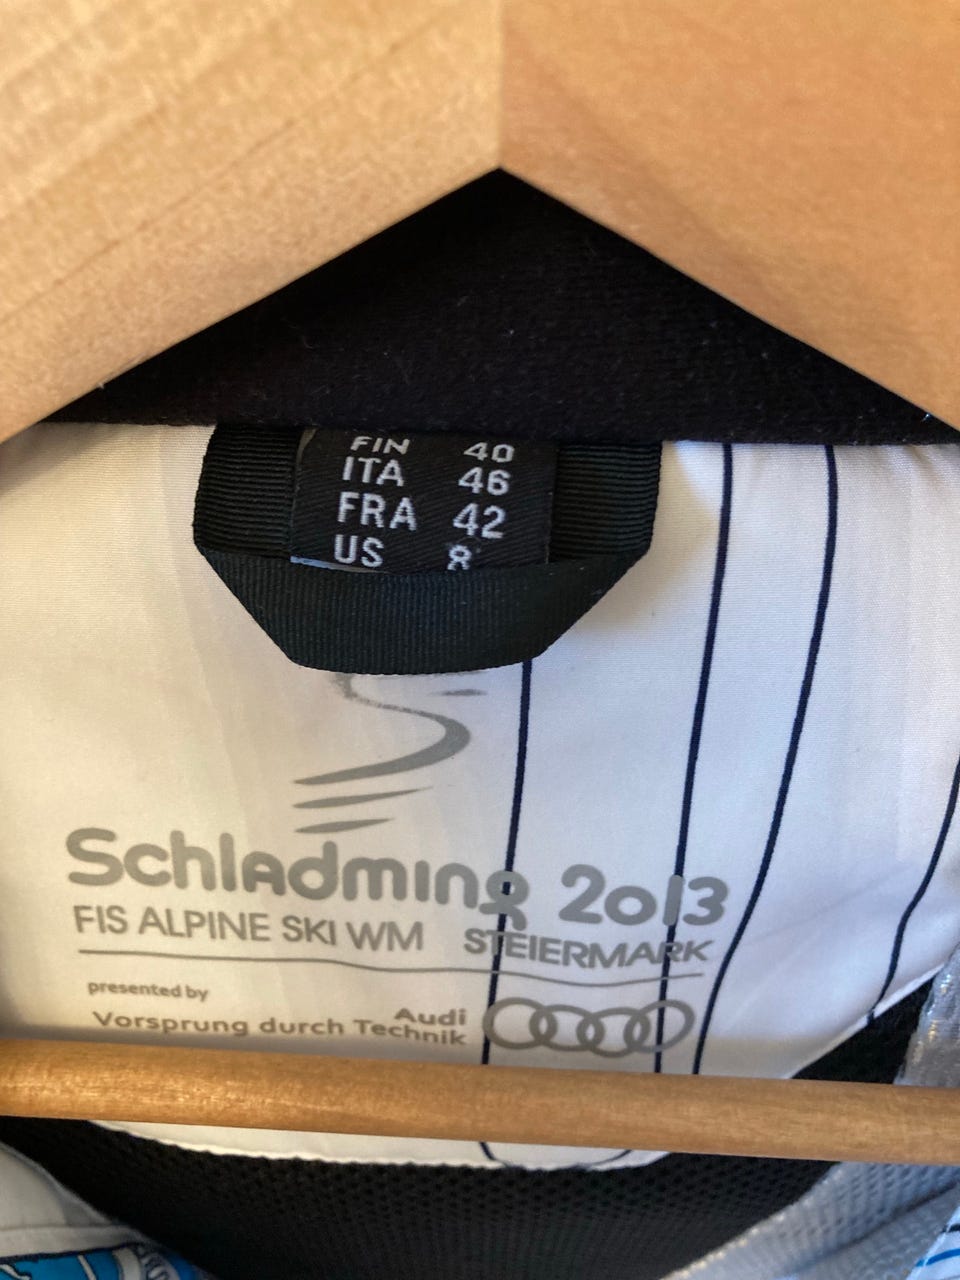 FIN 40
ITA 46
FRA 42
US 8
Schladming 2013
FIS ALPINE SKI WM STEIERMARK
presented by
Audi
Vorsprung durch Technik